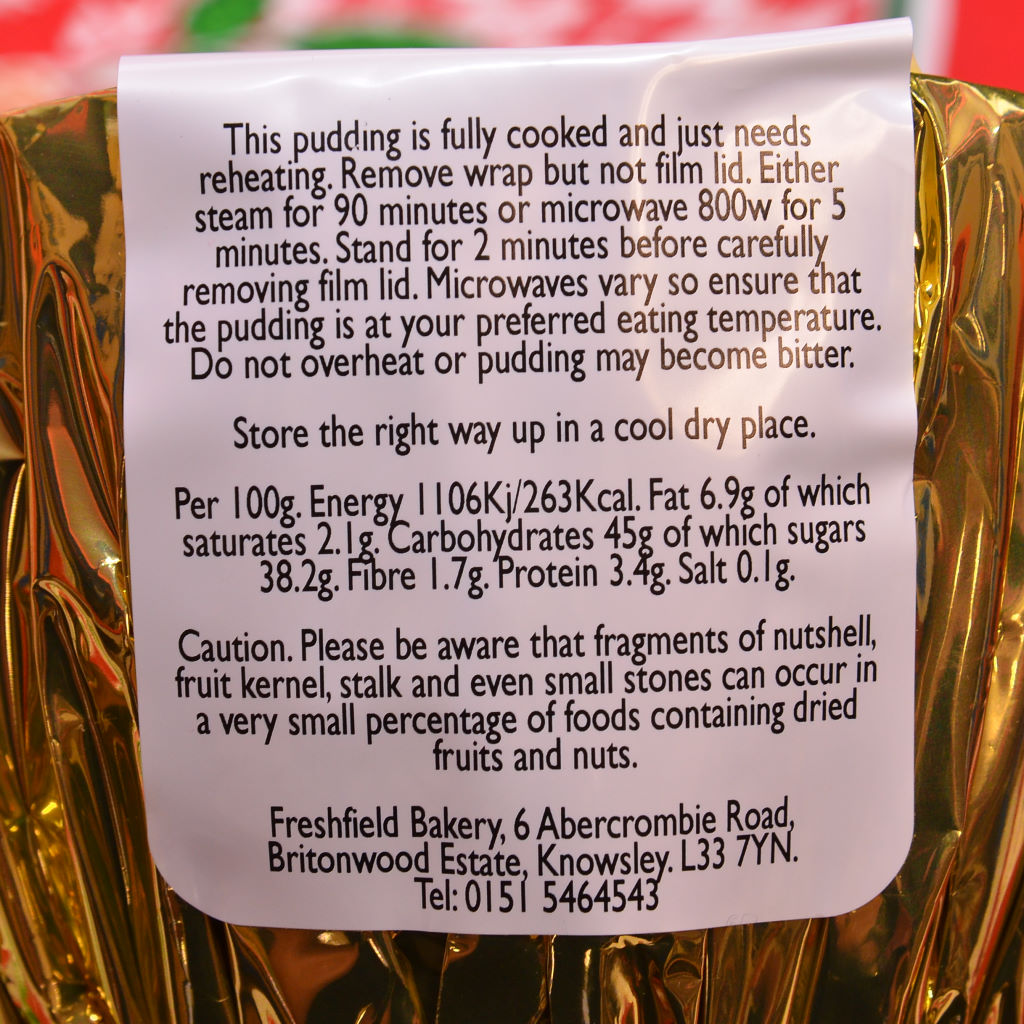 This pudding is fully cooked and just needs
reheating. Remove wrap but not film lid. Either
steam for 90 minutes or microwave 800w for 5
minutes. Stand for 2 minutes before carefully
removing film lid. Microwaves vary so ensure that
the pudding is at your preferred eating temperature.
Do not overheat or pudding may become bitter.
Store the right way up in a cool dry place.
Per 100g. Energy 1106Kj/263Kcal. Fat 6.9g of which
saturates 2.1g. Carbohydrates 45g of which sugars
38.2g. Fibre 1.7g. Protein 3.4g. Salt 0.1g.
Caution. Please be aware that fragments of nutshell,
fruit kernel, stalk and even small stones can occur in
a very small percentage of foods containing dried
fruits and nuts.
Freshfield Bakery, 6 Abercrombie Road,
Britonwood Estate, Knowsley. L33 7YN.
Tel: 0151 5464543